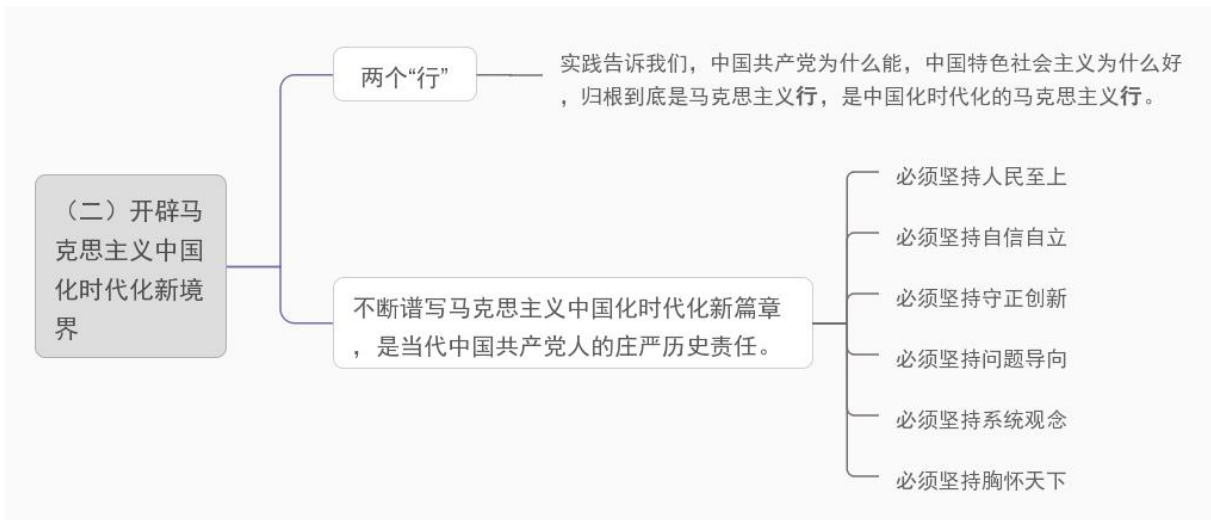 （二）开辟马
克思主义中国
化时代化新境
界
两个“行”
实践告诉我们，中国共产党为什么能，中国特色社会主义为什么好
，归根到底是马克思主义行，是中国化时代化的马克思主义行。
不断谱写马克思主义中国化时代化新篇章
，是当代中国共产党人的庄严历史责任。
必须坚持人民至上
必须坚持自信自立
必须坚持守正创新
必须坚持问题导向
必须坚持系统观念
必须坚持胸怀天下